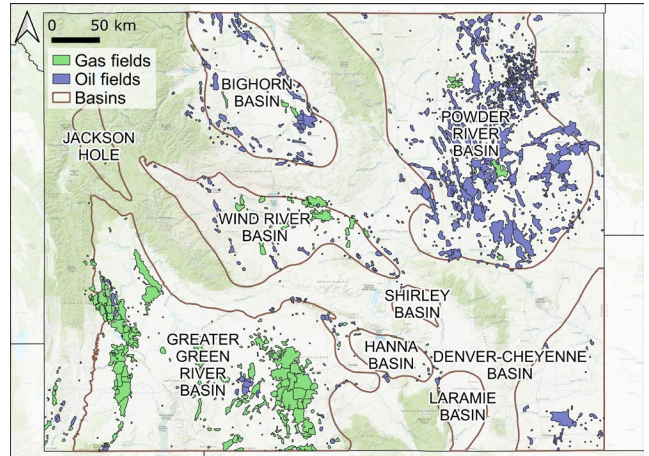 0 50 km
Gas fields
Oil fields
Basins
BIGHORN
BASIN
POWDER
RIVER
BASIN
JACKSON
HOLE
WIND RIVER
BASIN
SHIRLEY
BASIN
GREATER
GREEN
RIVER
BASIN
HANNA
BASIN
DENVER-CHEYENNE
BASIN
LARAMIE
BASIN